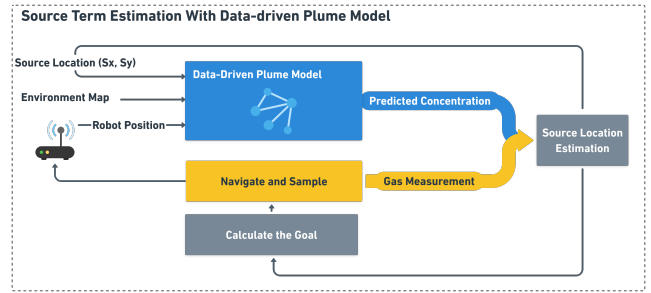 Source Term Estimation With Data-driven Plume Model
Source Location (Sx, Sy)
Data-Driven Plume Model
Environment Map
Predicted Concentration
Robot Position
Source Location
Estimation
Navigate and Sample
Gas Measurement
Calculate the Goal